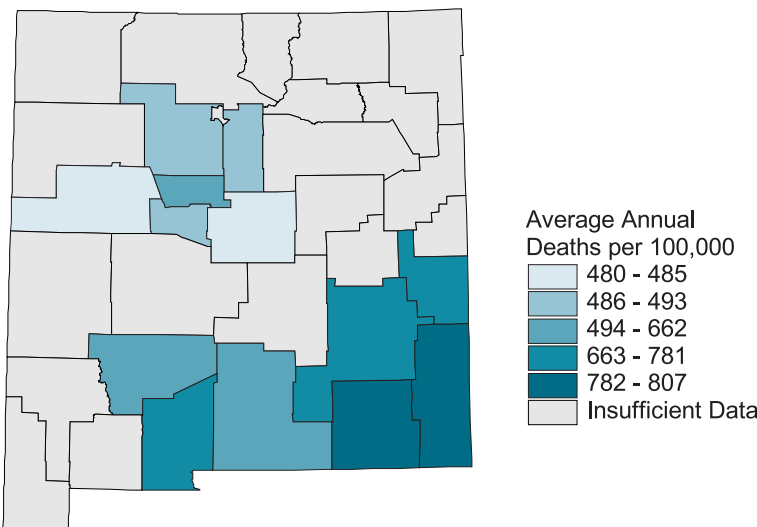 Average Annual
Deaths per 100,000
480 - 485
486 - 493
494 - 662
663 - 781
782 - 807
Insufficient Data